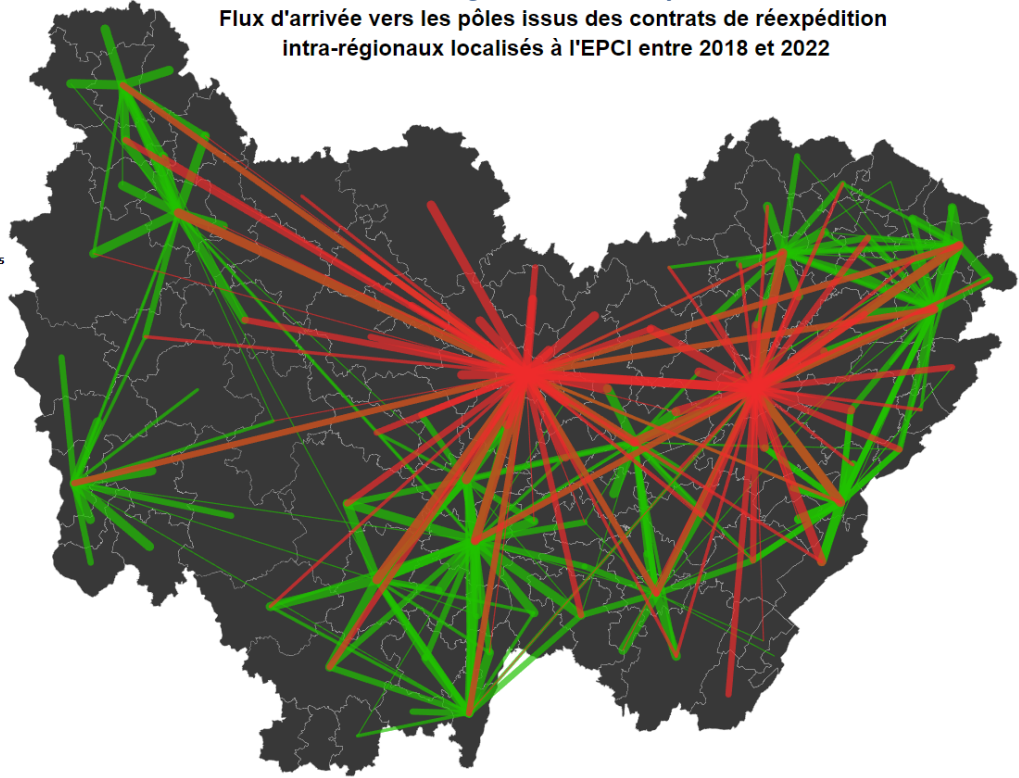 Flux d'arrivée vers les pôles issus des contrats de réexpédition
intra-régionaux localisés à l'EPCI entre 2018 et 2022
s